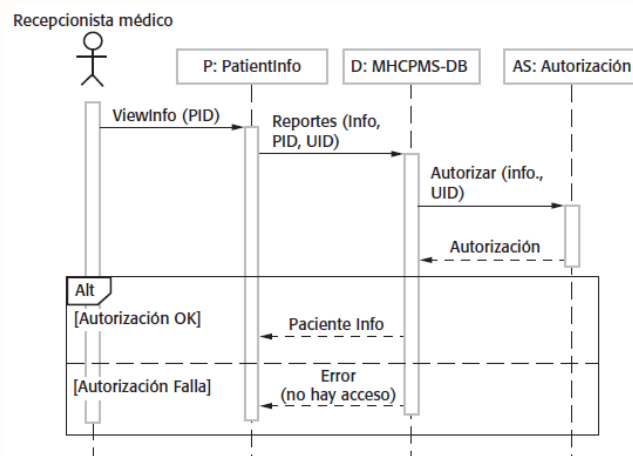 Recepcionista médico
P: PatientInfo
D: MHCPMS-DB
AS: Autorización
ViewInfo (PID)
Reportes (Info,
PID, UID)
Autorizar (info.,
UID)
Autorización
Alt
[Autorización OK]
Paciente Info
[Autorización Falla]
Error
(no hay acceso)